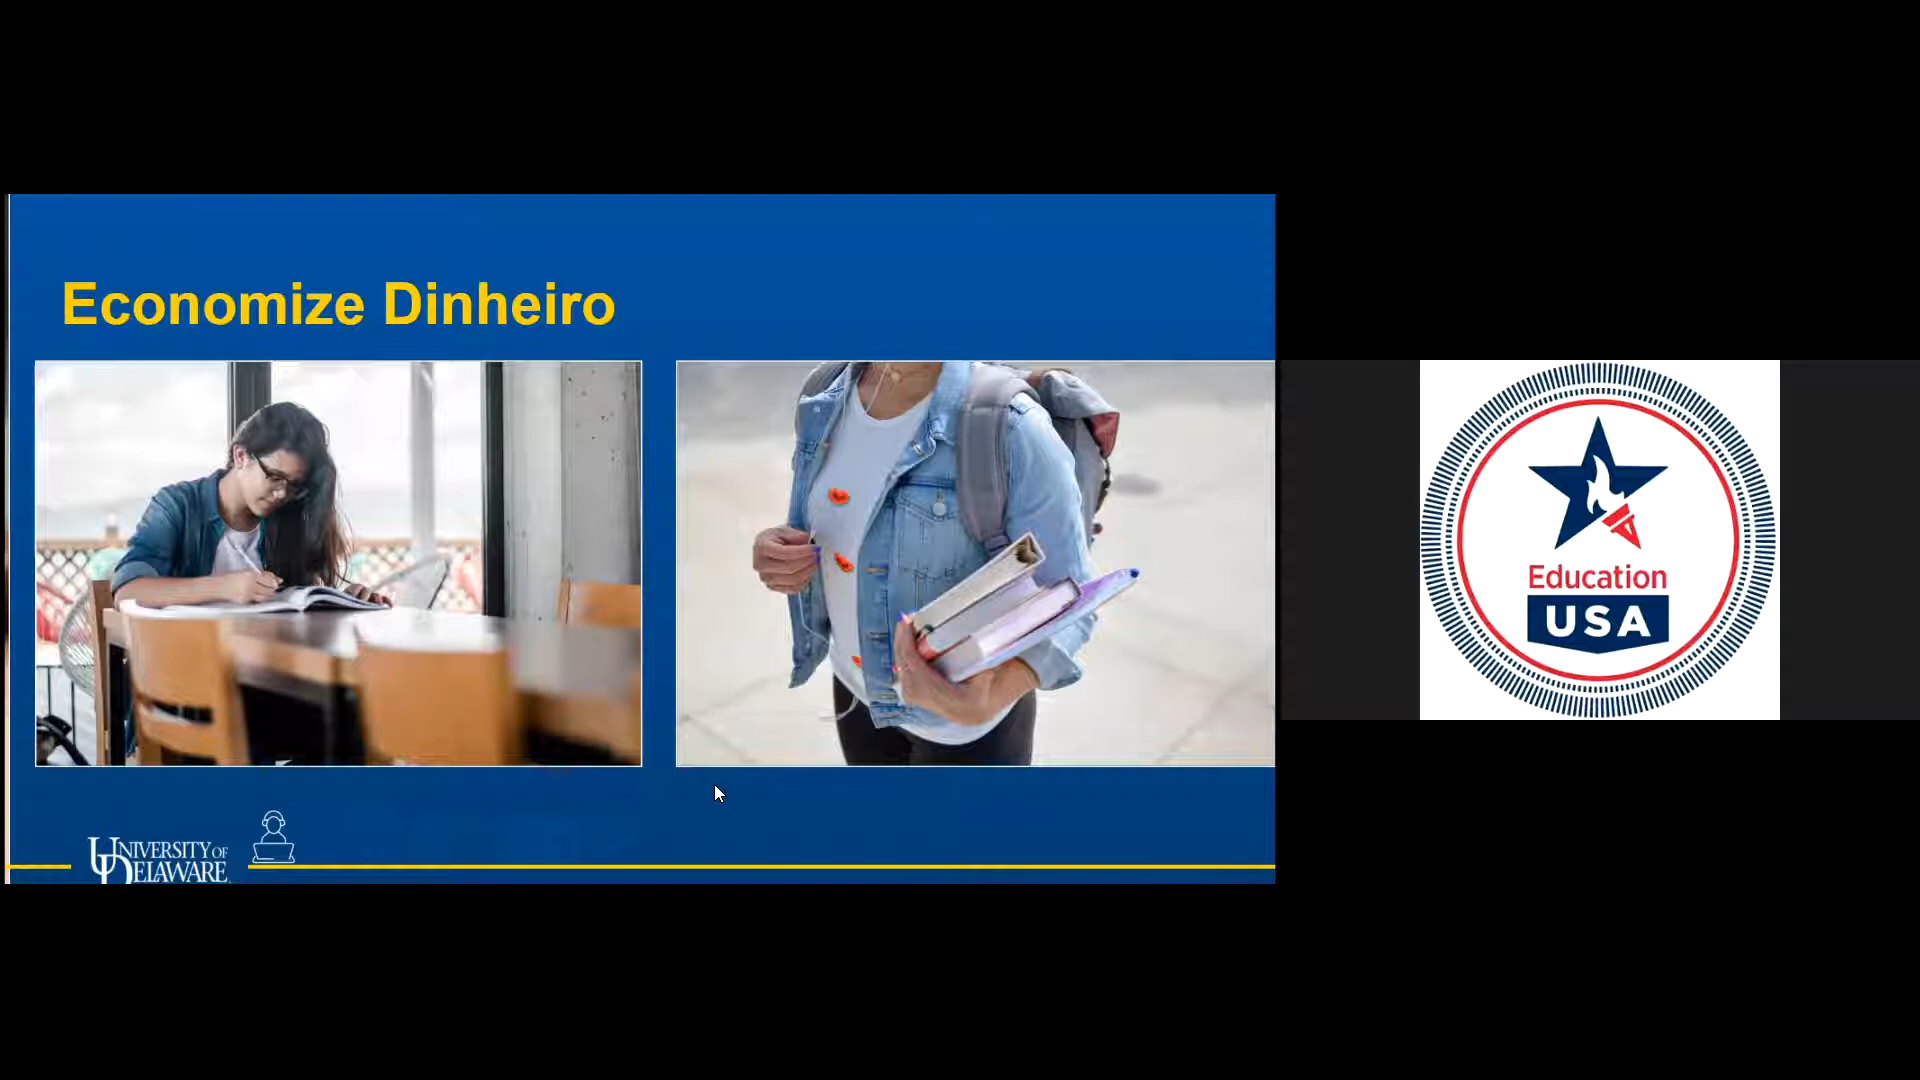 Economize Dinheiro
UNIVERSITY OF
DELAWARE
Education
USA